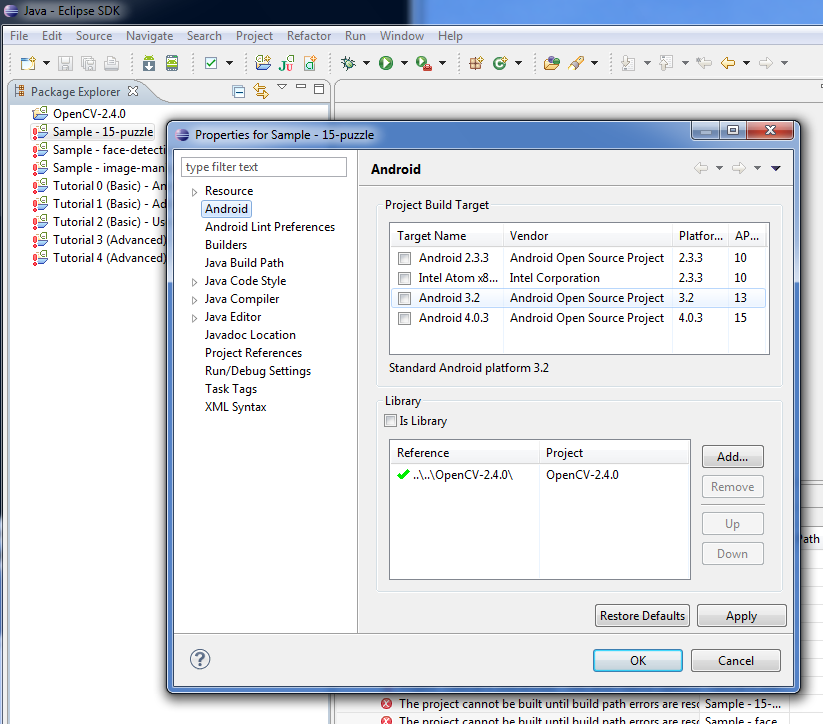 Java - Eclipse SDK
File Edit Source Navigate Search Project Refactor Run Window Help
Package Explorer
OpenCV-2.4.0
Sample - 15-puzzle
Sample - face-detecti
Sample - image-man
Tutorial 0 (Basic) - An
Tutorial 1 (Basic) - Ad
Tutorial 2 (Basic) - Us
Tutorial 3 (Advanced)
Tutorial 4 (Advanced)
Properties for Sample - 15-puzzle
type filter text
Resource
Android
Android Lint Preferences
Builders
Java Build Path
Java Code Style
Java Compiler
Java Editor
Javadoc Location
Project References
Run/Debug Settings
Task Tags
XML Syntax
Android
Project Build Target
Target Name Vendor Platfor... AP...
Android 2.3.3 Android Open Source Project 2.3.3 10
Intel Atom x8... Intel Corporation 2.3.3 10
Android 3.2 Android Open Source Project 3.2 13
Android 4.0.3 Android Open Source Project 4.0.3 15
Standard Android platform 3.2
Library
Is Library
Reference Project
..\..\OpenCV-2.4.0\ OpenCV-2.4.0
Add...
Remove
Up
Down
Restore Defaults Apply
OK Cancel
Path
The project cannot be built until build path errors are resc Sample - 15-...
The project cannot be built until build path errors are resc Sample - face